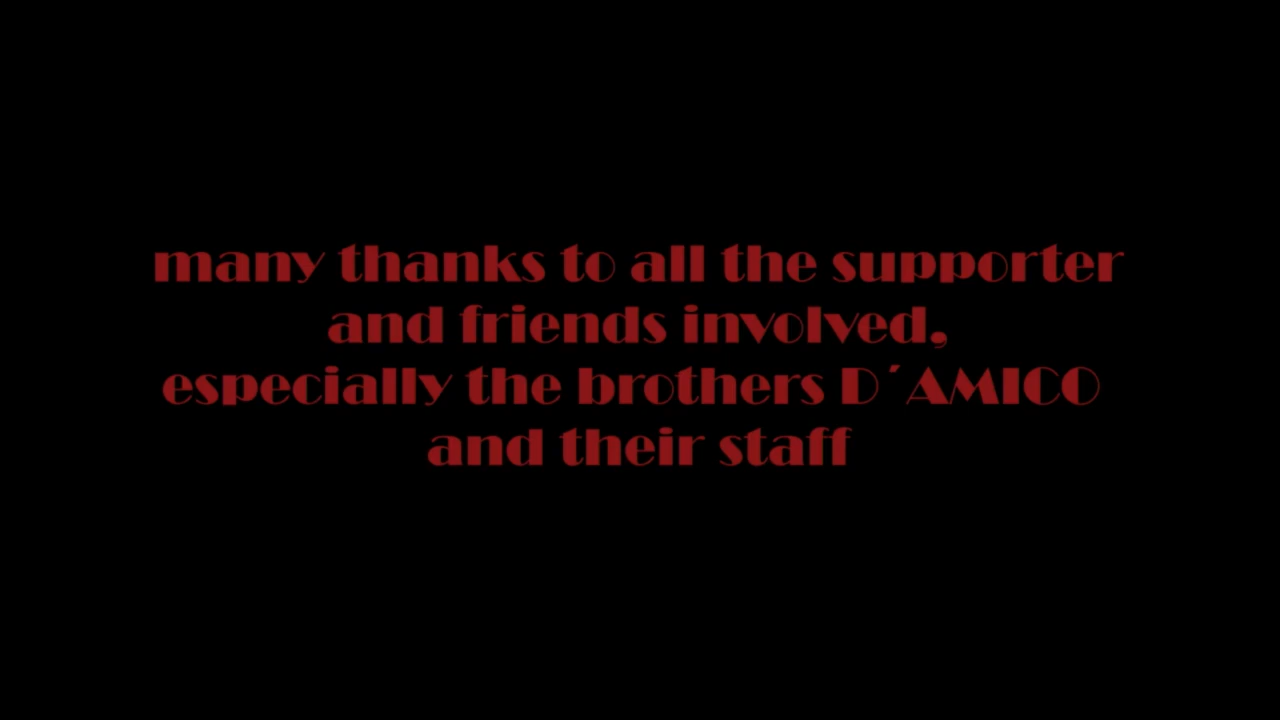 many thanks to all the supporter
and friends involved,
especially the brothers D´AMICO
and their staff